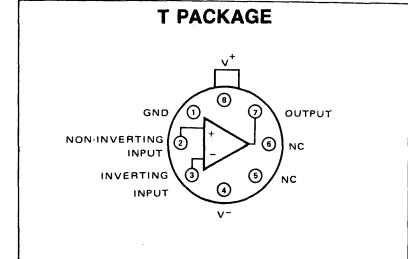 T PACKAGE
V+
8
GND 1 7 OUTPUT
+
NON-INVERTING 2 6 NC
INPUT
−
INVERTING 3 5 NC
INPUT
4
V−